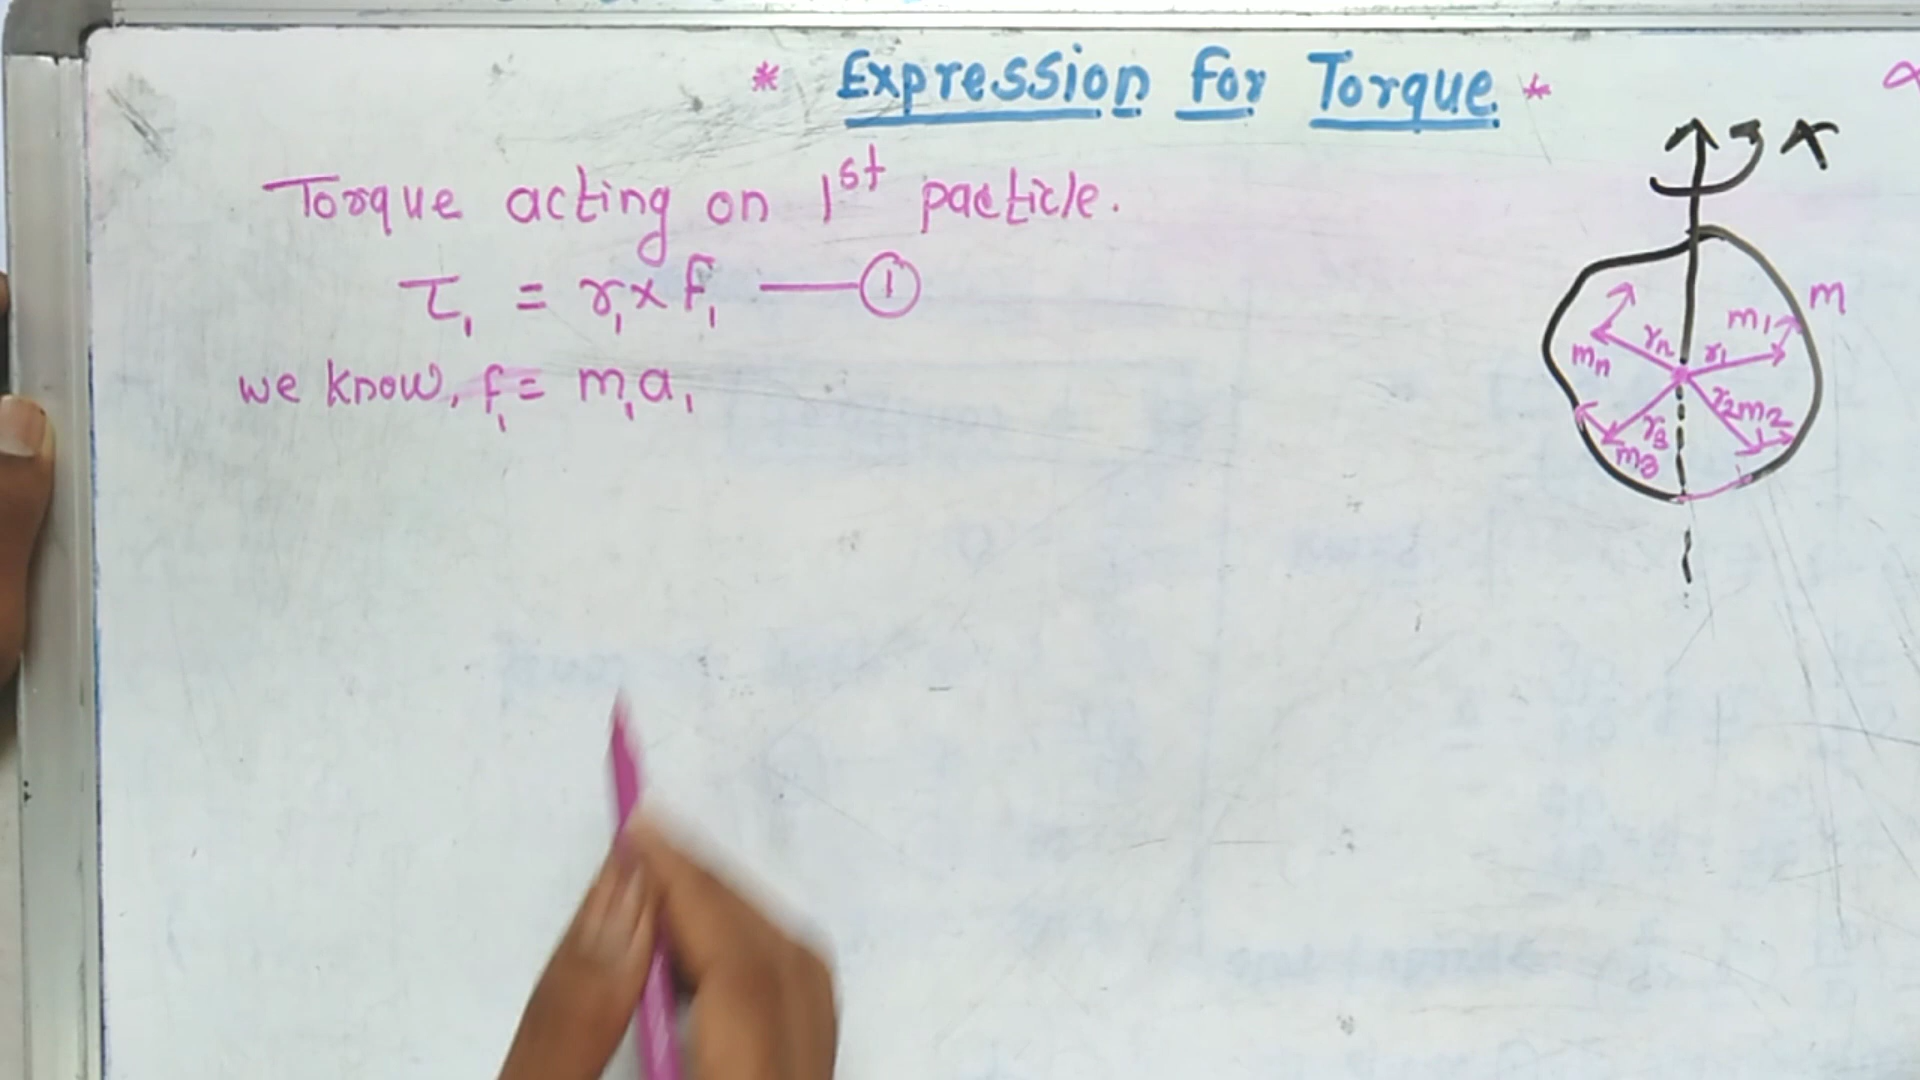 * Expression For Torque *
Torque acting on 1st particle.
τ₁ = r₁ × f₁ —— ①
we know, f₁ = m₁a₁
M
m₁
r₁
rₙ
mₙ
r₂ m₂
r₃
m₃